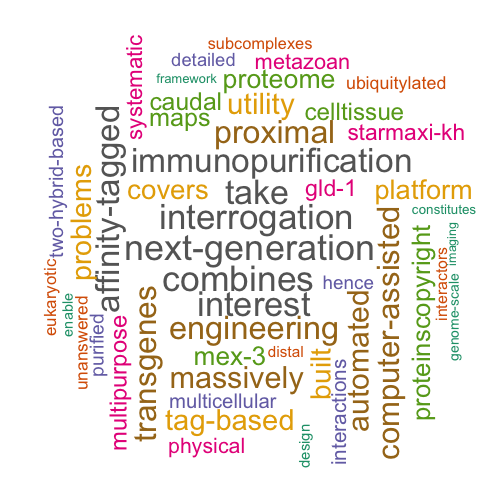 subcomplexes
detailed metazoan
framework proteome ubiquitylated
systematic
caudal utility celltissue
maps
proximal starmaxi-kh
two-hybrid-based
affinity-tagged
immunopurification
problems
covers take gld-1 platform
interrogation constitutes
next-generation
imaging
combines hence
interactors
genome-scale
eukaryotic
enable
interest
computer-assisted
proteinscopyright
unanswered
purified
multipurpose
transgenes
engineering
automated
mex-3 distal
built
massively
multicellular
interactions
tag-based
design
physical